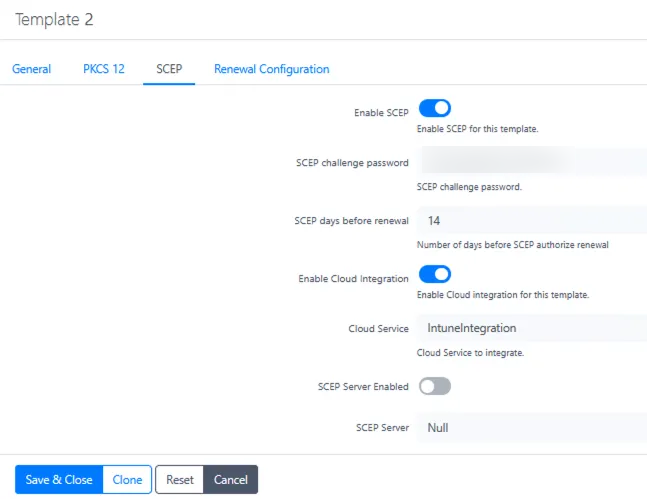 Template 2
General PKCS 12 SCEP Renewal Configuration
Enable SCEP
Enable SCEP for this template.
SCEP challenge password
SCEP challenge password.
SCEP days before renewal 14
Number of days before SCEP authorize renewal
Enable Cloud Integration
Enable Cloud integration for this template.
Cloud Service IntuneIntegration
Cloud Service to integrate.
SCEP Server Enabled
SCEP Server Null
Save & Close Clone Reset Cancel